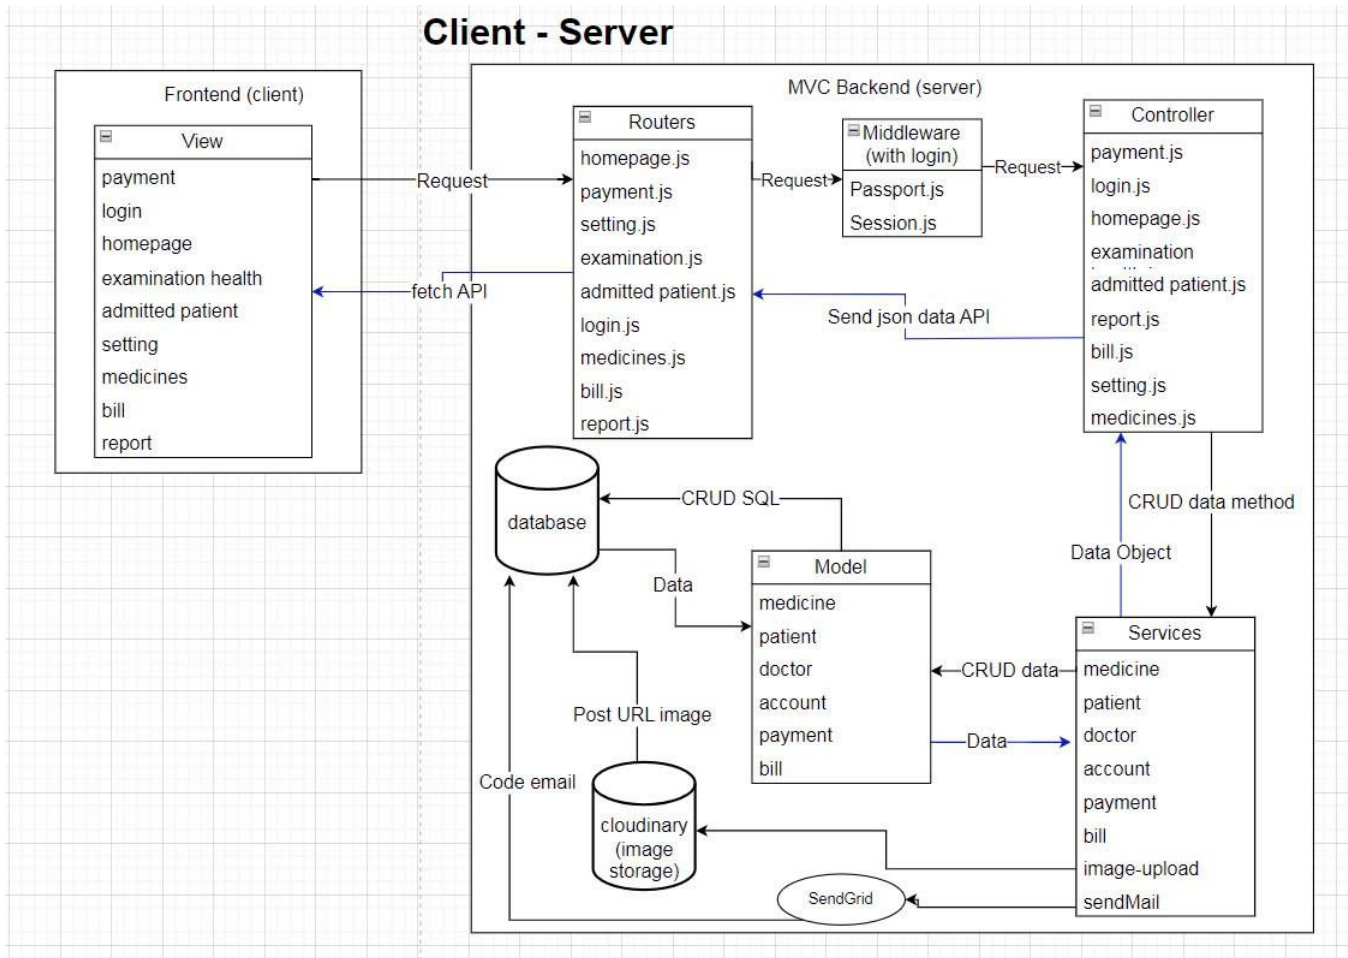 Client - Server
Frontend (client)
View
payment
login
homepage
examination health
admitted patient
setting
medicines
bill
report
Request
fetch API
MVC Backend (server)
Routers
homepage.js
payment.js
setting.js
examination.js
admitted patient.js
login.js
medicines.js
bill.js
report.js
Request
Middleware
(with login)
Passport.js
Session.js
Request
Send json data API
Controller
payment.js
login.js
homepage.js
examination
admitted patient.js
report.js
bill.js
setting.js
medicines.js
CRUD data method
Data Object
database
CRUD SQL
Data
Model
medicine
patient
doctor
account
payment
bill
CRUD data
Data
Services
medicine
patient
doctor
account
payment
bill
image-upload
sendMail
Post URL image
Code email
cloudinary
(image
storage)
SendGrid